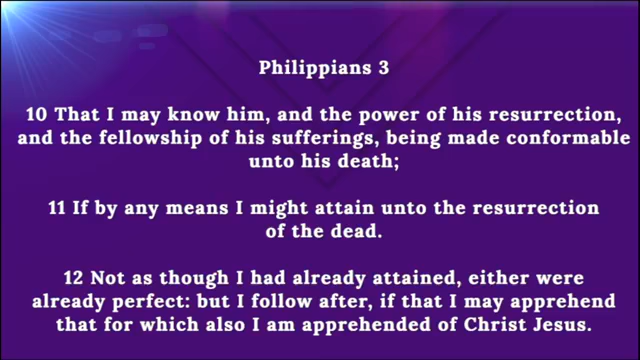 Philippians 3
10 That I may know him, and the power of his resurrection,
and the fellowship of his sufferings, being made conformable
unto his death;
11 If by any means I might attain unto the resurrection
of the dead.
12 Not as though I had already attained, either were
already perfect: but I follow after, if that I may apprehend
that for which also I am apprehended of Christ Jesus.